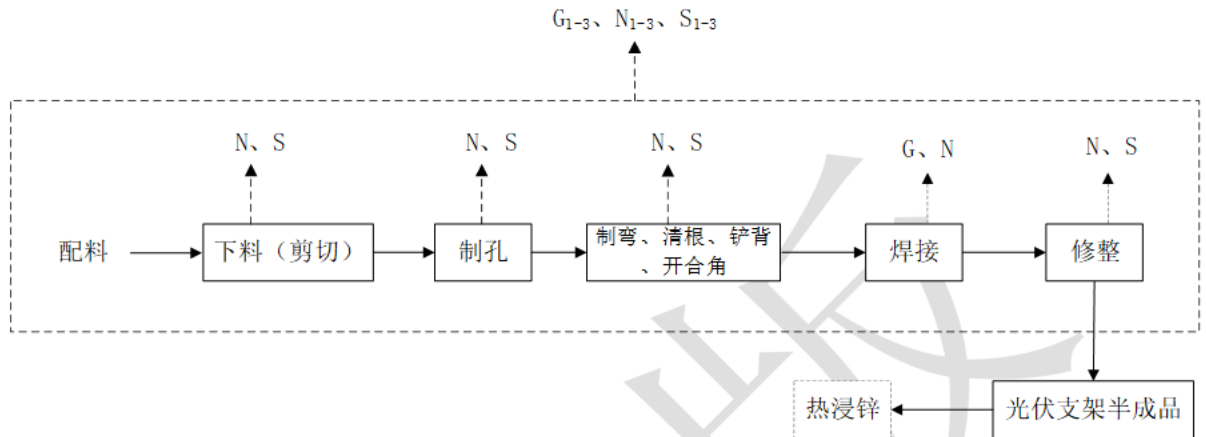 G1-3、N1-3、S1-3
N、S
N、S
N、S
G、N
N、S
配料
下料（剪切）
制孔
制弯、清根、铲背
、开合角
焊接
修整
热浸锌
光伏支架半成品